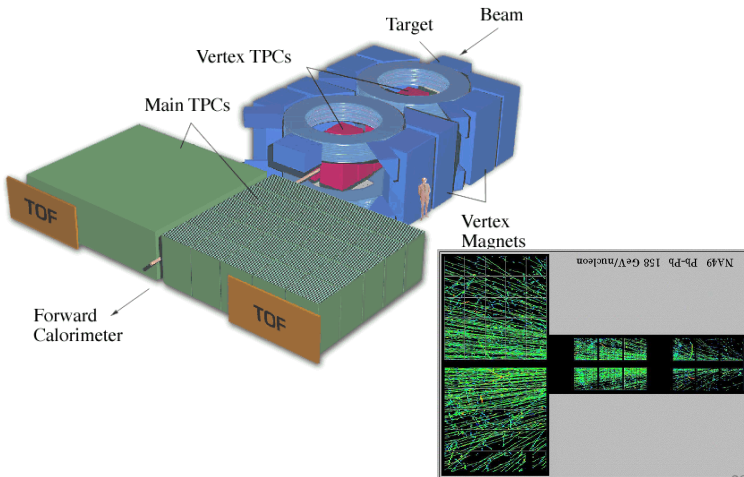 Beam
Target
Vertex TPCs
Main TPCs
TOF
Vertex
Magnets
NA49 Pb-Pb 158 GeV/nucleon
Forward
Calorimeter
TOF